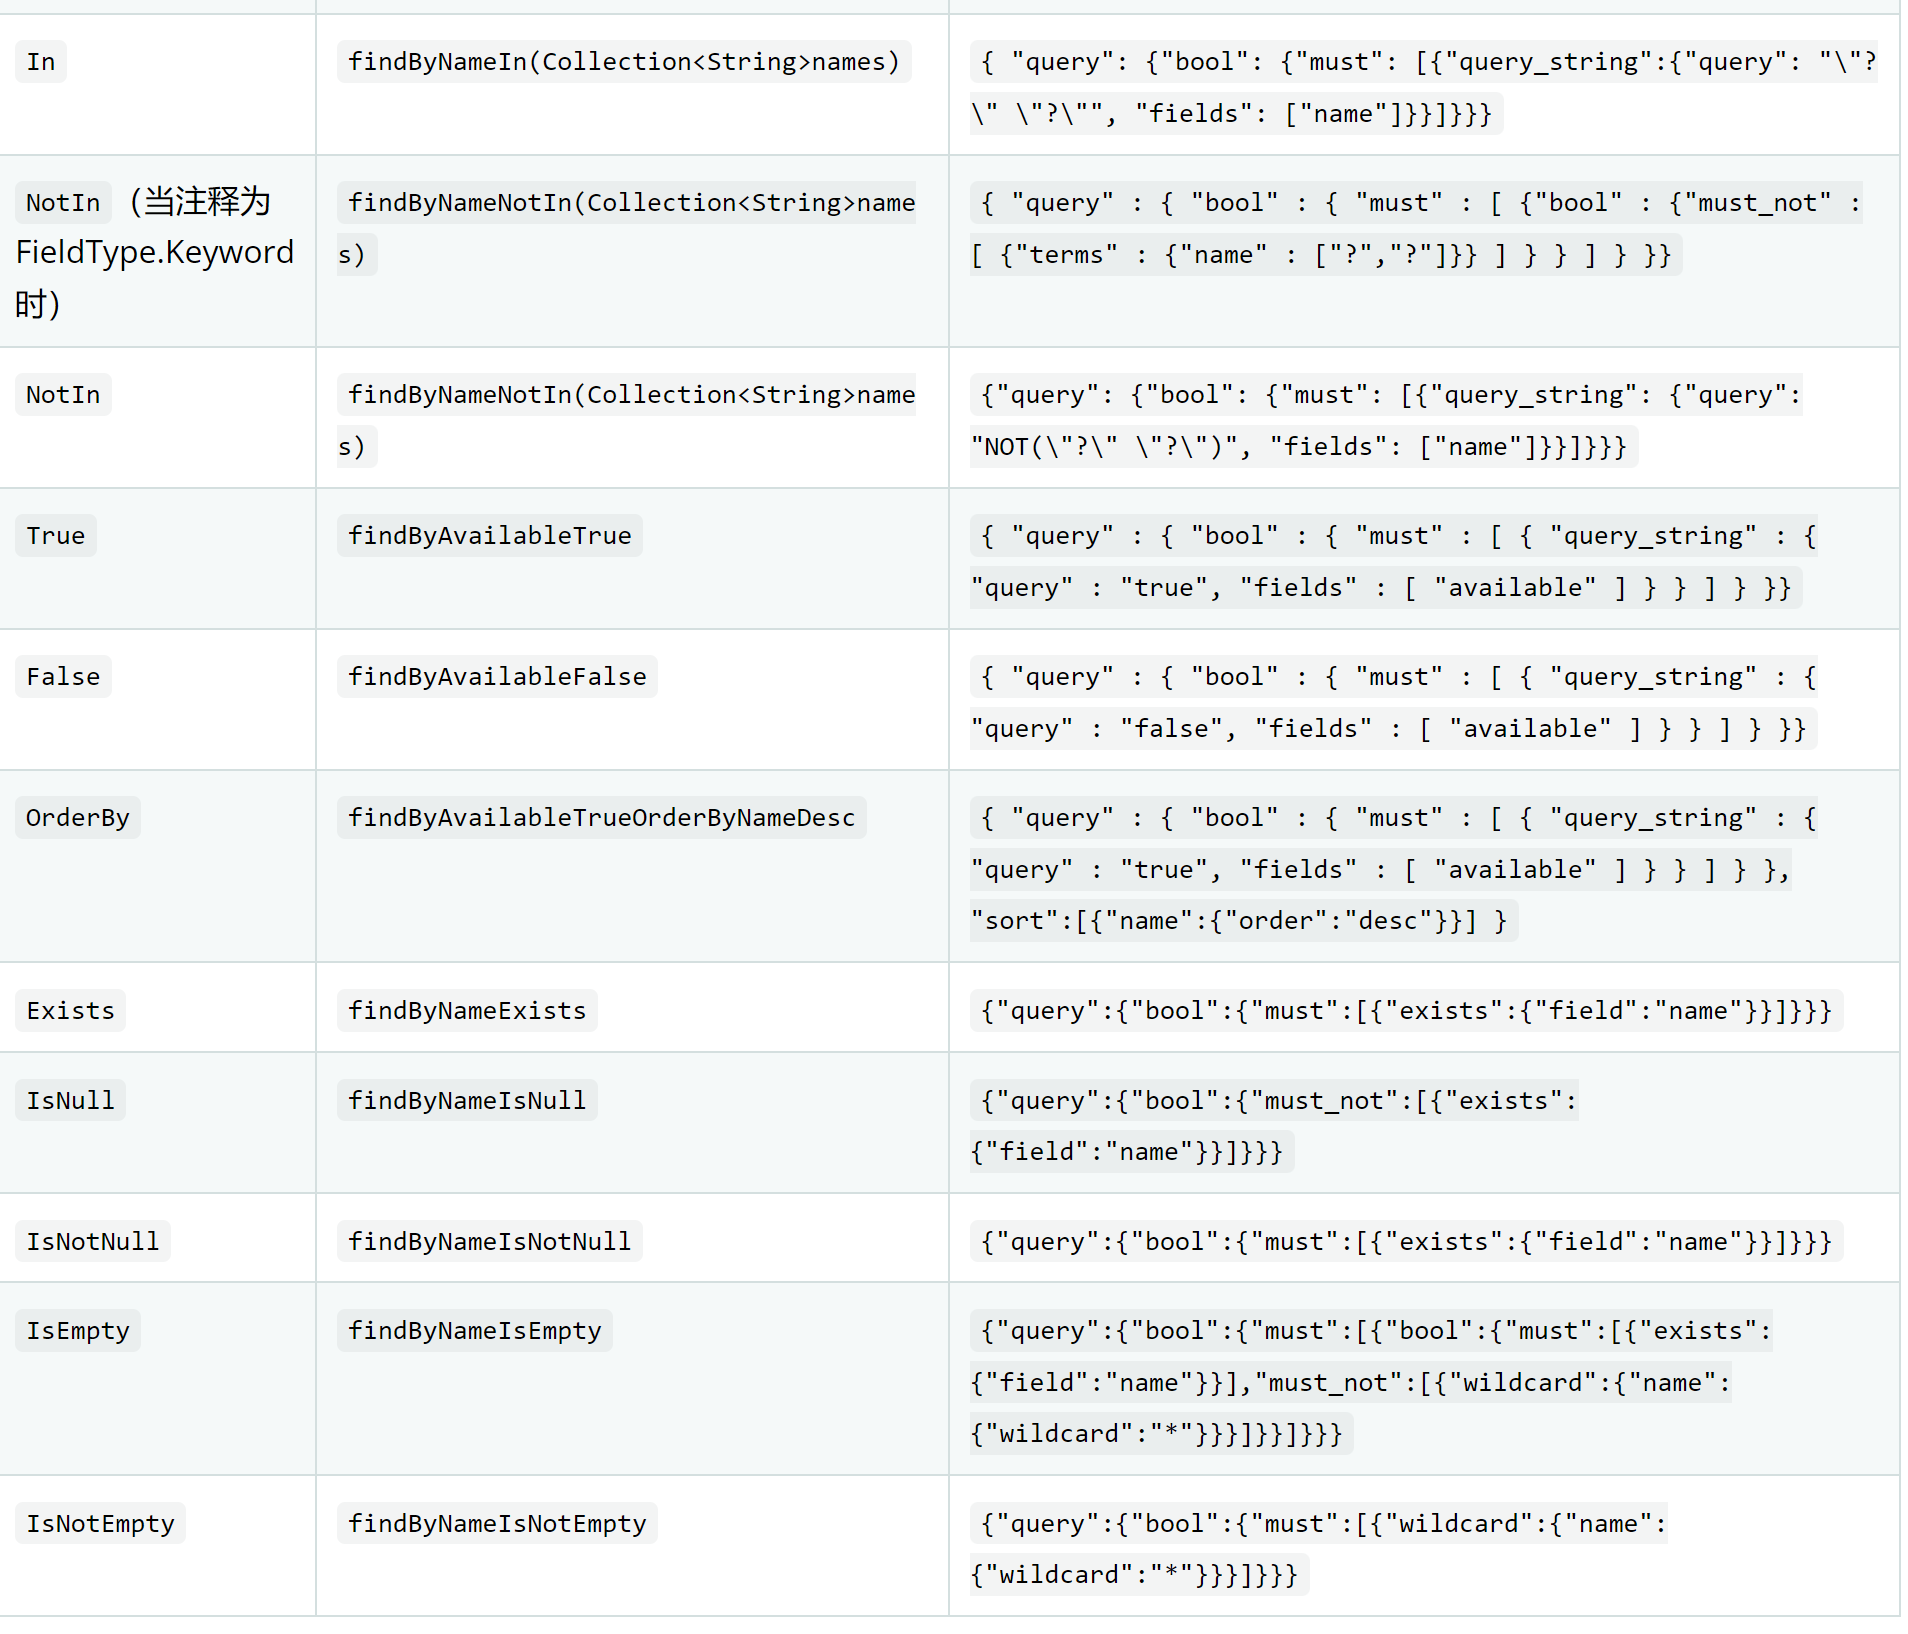 In
findByNameIn(Collection<String>names)
{ "query": {"bool": {"must": [{"query_string":{"query": "\"?
\" \"?\"", "fields": ["name"]}}]}}}
NotIn（当注释为
FieldType.Keyword
时）
findByNameNotIn(Collection<String>name
s)
{ "query" : { "bool" : { "must" : [ {"bool" : {"must_not" :
[ {"terms" : {"name" : ["?","?"]}} ] } } ] } }}
NotIn
findByNameNotIn(Collection<String>name
s)
{"query": {"bool": {"must": [{"query_string": {"query":
"NOT(\"?\" \"?\")", "fields": ["name"]}}]}}}
True
findByAvailableTrue
{ "query" : { "bool" : { "must" : [ { "query_string" : {
"query" : "true", "fields" : [ "available" ] } } ] } }}
False
findByAvailableFalse
{ "query" : { "bool" : { "must" : [ { "query_string" : {
"query" : "false", "fields" : [ "available" ] } } ] } }}
OrderBy
findByAvailableTrueOrderByNameDesc
{ "query" : { "bool" : { "must" : [ { "query_string" : {
"query" : "true", "fields" : [ "available" ] } } ] } },
"sort":[{"name":{"order":"desc"}}] }
Exists
findByNameExists
{"query":{"bool":{"must":[{"exists":{"field":"name"}}]}}}
IsNull
findByNameIsNull
{"query":{"bool":{"must_not":[{"exists":
{"field":"name"}}]}}}
IsNotNull
findByNameIsNotNull
{"query":{"bool":{"must":[{"exists":{"field":"name"}}]}}}
IsEmpty
findByNameIsEmpty
{"query":{"bool":{"must":[{"bool":{"must":[{"exists":
{"field":"name"}}],"must_not":[{"wildcard":{"name":
{"wildcard":"*"}}}]}}]}}}
IsNotEmpty
findByNameIsNotEmpty
{"query":{"bool":{"must":[{"wildcard":{"name":
{"wildcard":"*"}}}]}}}